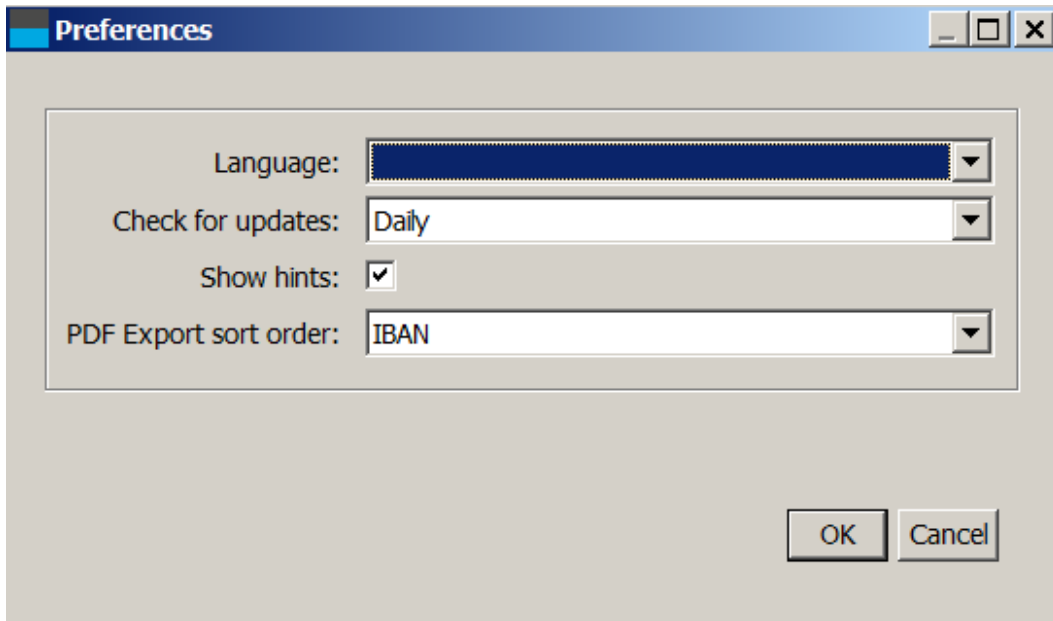 Preferences
Language:
Check for updates: Daily
Show hints:
PDF Export sort order: IBAN
OK Cancel